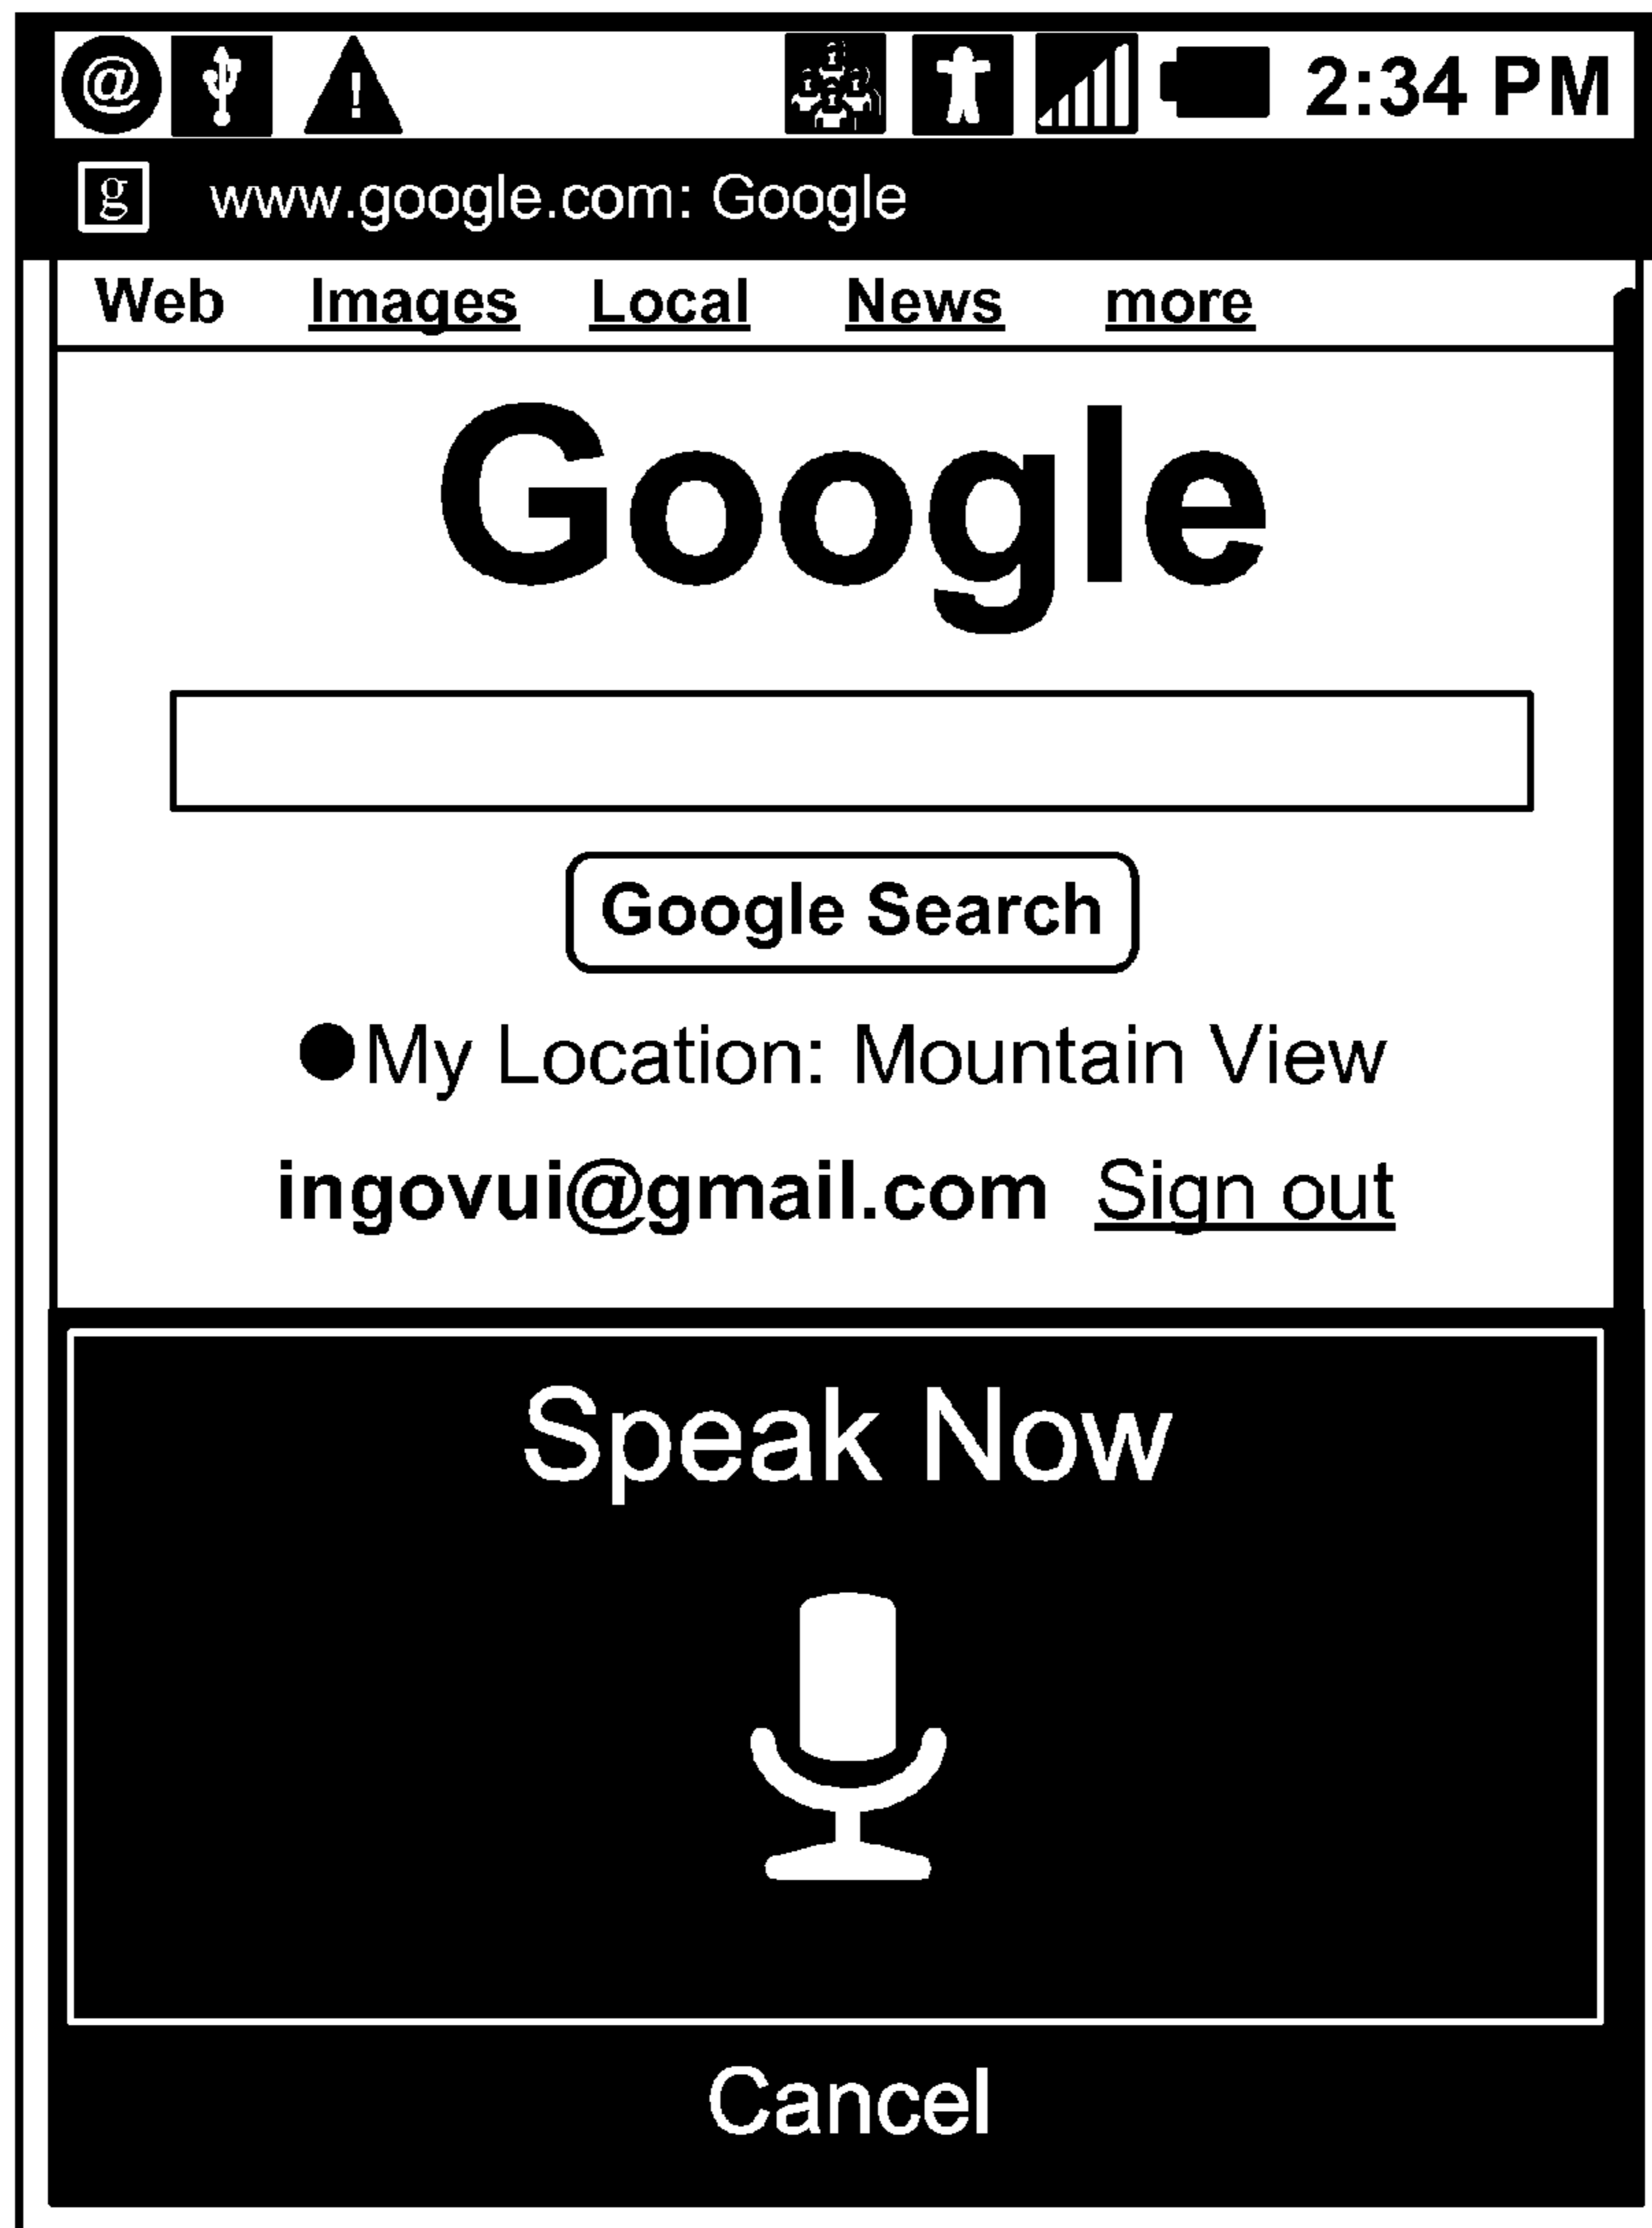 @ ! 2:34 PM
g www.google.com: Google
Web Images Local News more
Google
Google Search
My Location: Mountain View
ingovui@gmail.com Sign out
Speak Now
Cancel